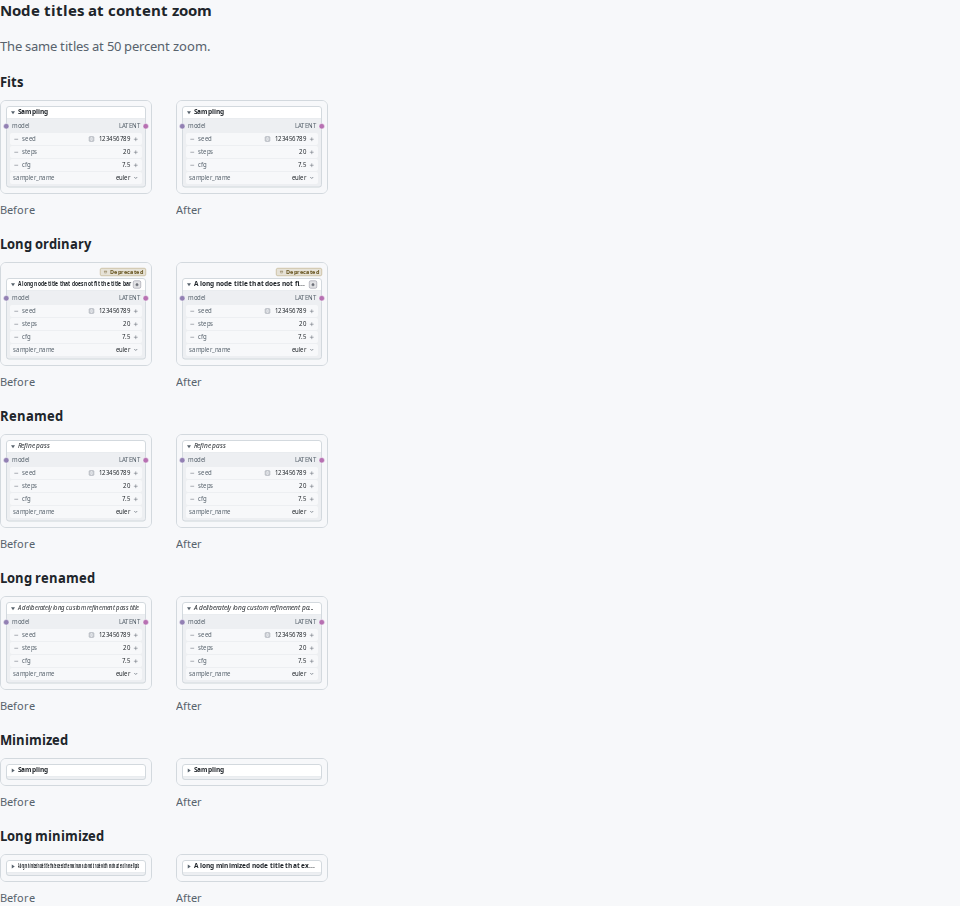 Node titles at content zoom
The same titles at 50 percent zoom.
Fits
Sampling
model LATENT
seed 123456789 +
steps 20 +
cfg 7.5 +
sampler_name euler
Sampling
model LATENT
seed 123456789 +
steps 20 +
cfg 7.5 +
sampler_name euler
Before After
Long ordinary
Deprecated
A long node title that does not fit the title bar
model LATENT
seed 123456789 +
steps 20 +
cfg 7.5 +
sampler_name euler
Deprecated
A long node title that does not fi...
model LATENT
seed 123456789 +
steps 20 +
cfg 7.5 +
sampler_name euler
Before After
Renamed
Refine pass
model LATENT
seed 123456789 +
steps 20 +
cfg 7.5 +
sampler_name euler
Refine pass
model LATENT
seed 123456789 +
steps 20 +
cfg 7.5 +
sampler_name euler
Before After
Long renamed
A deliberately long custom refinement pass title
model LATENT
seed 123456789 +
steps 20 +
cfg 7.5 +
sampler_name euler
A deliberately long custom refinement pa...
model LATENT
seed 123456789 +
steps 20 +
cfg 7.5 +
sampler_name euler
Before After
Minimized
Sampling
Sampling
Before After
Long minimized
A long minimized node title that ex...
Before After